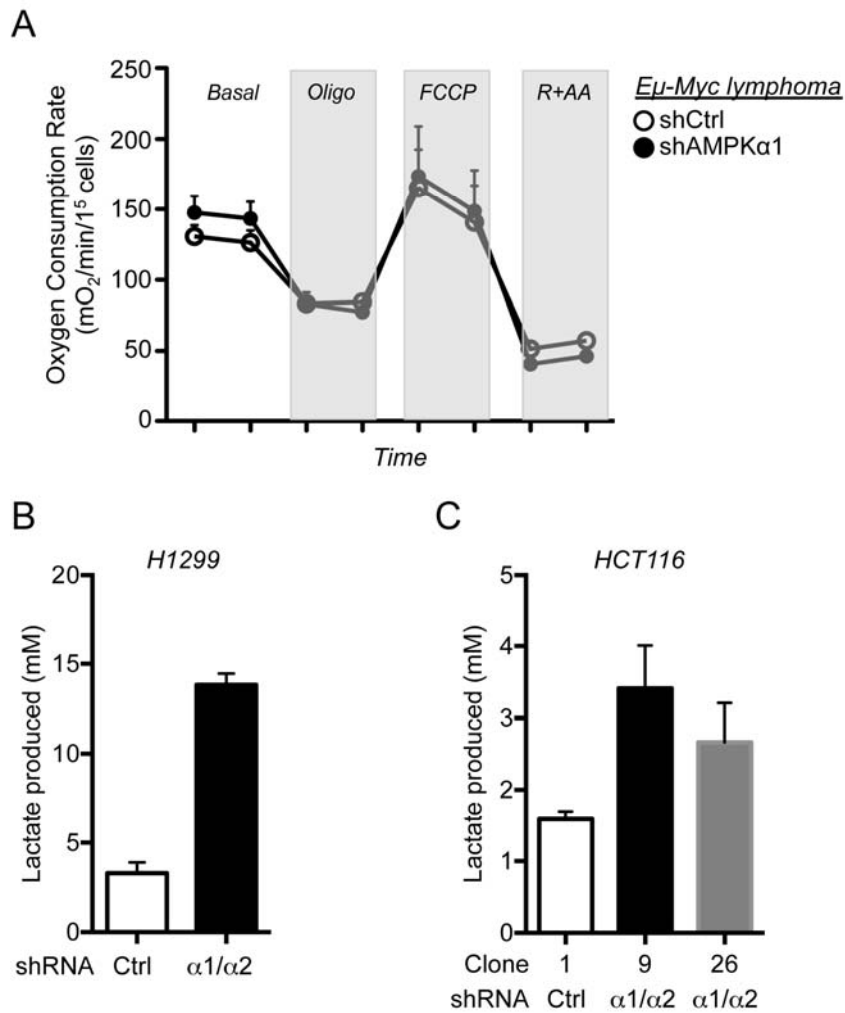 A
250
200
150
100
50
0
Oxygen Consumption Rate
(mO₂/min/1⁵ cells)
Basal
Oligo
FCCP
R+AA
Time
Eμ-Myc lymphoma
shCtrl
shAMPKα1
B
H1299
20
15
10
5
0
Lactate produced (mM)
shRNA Ctrl α1/α2
C
HCT116
5
4
3
2
1
0
Lactate produced (mM)
Clone 1 9 26
shRNA Ctrl α1/α2 α1/α2